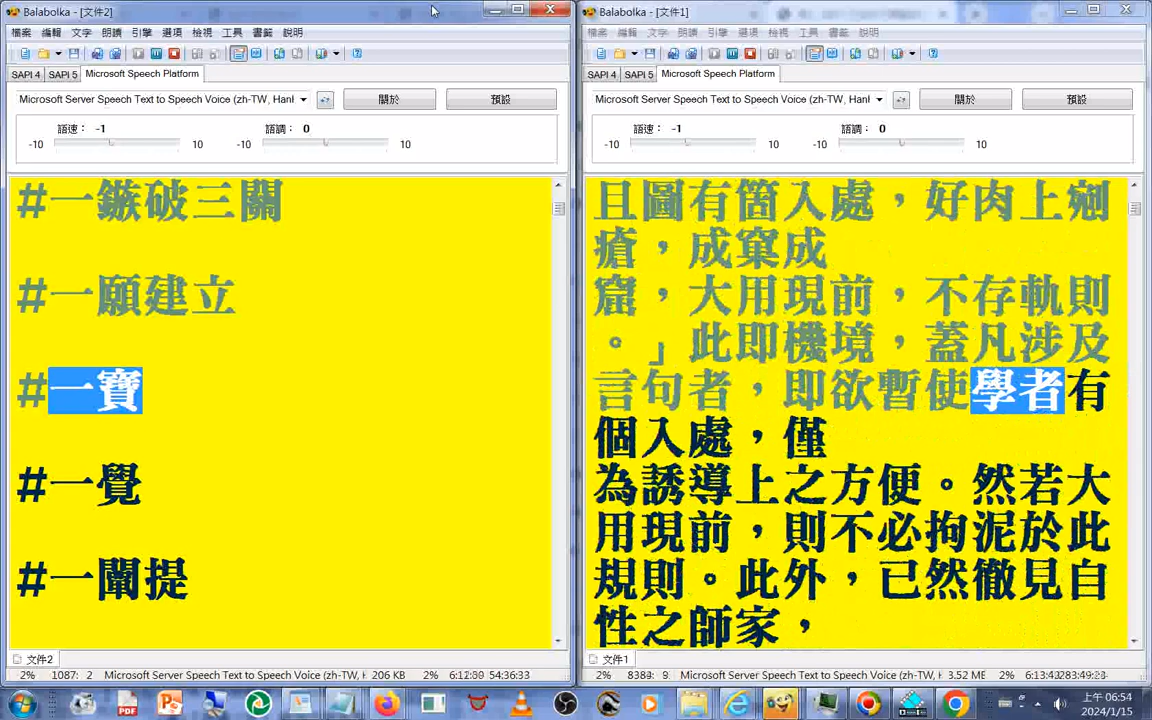 Balabolka - [文件2]
檔案 編輯 文字 朗讀 引擎 選項 檢視 工具 書籤 說明
SAPI 4 SAPI 5 Microsoft Speech Platform
Microsoft Server Speech Text to Speech Voice (zh-TW, Hanl
關於 預設
語速： -1 語調： 0
-10 10 -10 10
#一鏃破三關
#一願建立
#一寶
#一覺
#一闡提
文件2
2% 1087: 2 Microsoft Server Speech Text to Speech Voice (zh-TW, H 206 KB 2% 54:36:33
Balabolka - [文件1]
檔案 編輯 文字 朗讀 引擎 選項 檢視 工具 書籤 說明
SAPI 4 SAPI 5 Microsoft Speech Platform
Microsoft Server Speech Text to Speech Voice (zh-TW, Hanl
關於 預設
語速： -1 語調： 0
-10 10 -10 10
且圖有箇入處，好肉上剜
瘡，成窠成
窟，大用現前，不存軌則
。」此即機境，蓋凡涉及
言句者，即欲暫使學者有
個入處，僅
為誘導上之方便。然若大
用現前，則不必拘泥於此
規則。此外，已然徹見自
性之師家，
文件1
2% Microsoft Server Speech Text to Speech Voice (zh-TW, H 3.52 ME 2%
PDF
上午 06:54
2024/1/15